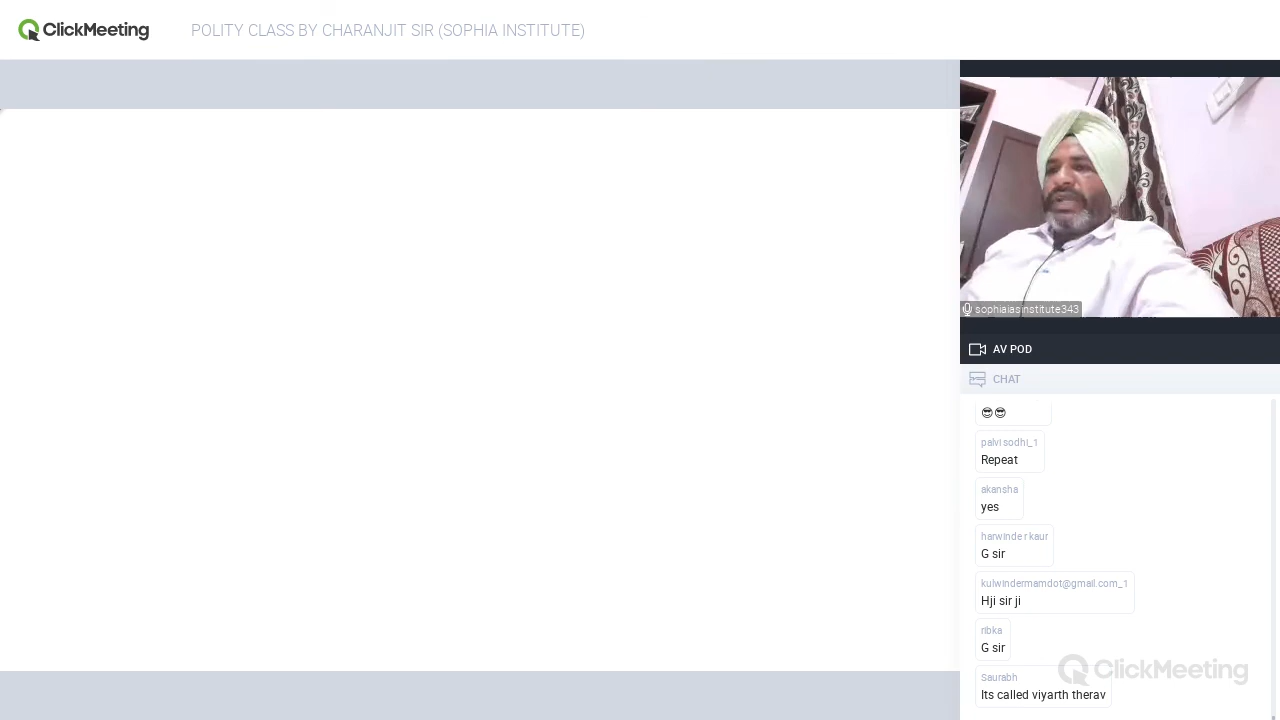 ClickMeeting
POLITY CLASS BY CHARANJIT SIR (SOPHIA INSTITUTE)
sophiaiasinstitute343
AV POD
CHAT
😎😎
palvi sodhi_1
Repeat
akansha
yes
harwinder kaur
G sir
kulwindermamdot@gmail.com_1
Hji sir ji
ribka
G sir
Saurabh
Its called viyarth therav
ClickMeeting